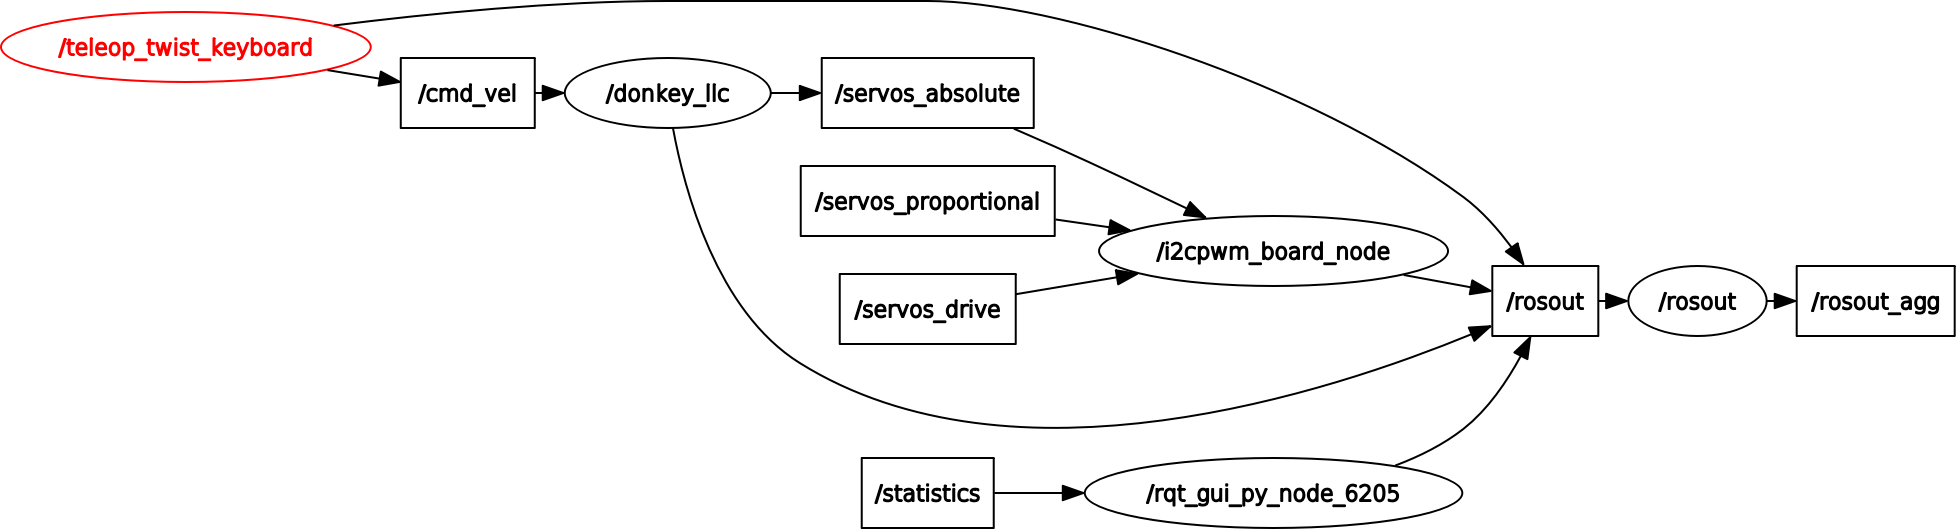 /teleop_twist_keyboard
/cmd_vel
/donkey_llc
/servos_absolute
/servos_proportional
/i2cpwm_board_node
/servos_drive
/rosout
/rosout
/rosout_agg
/statistics
/rqt_gui_py_node_6205